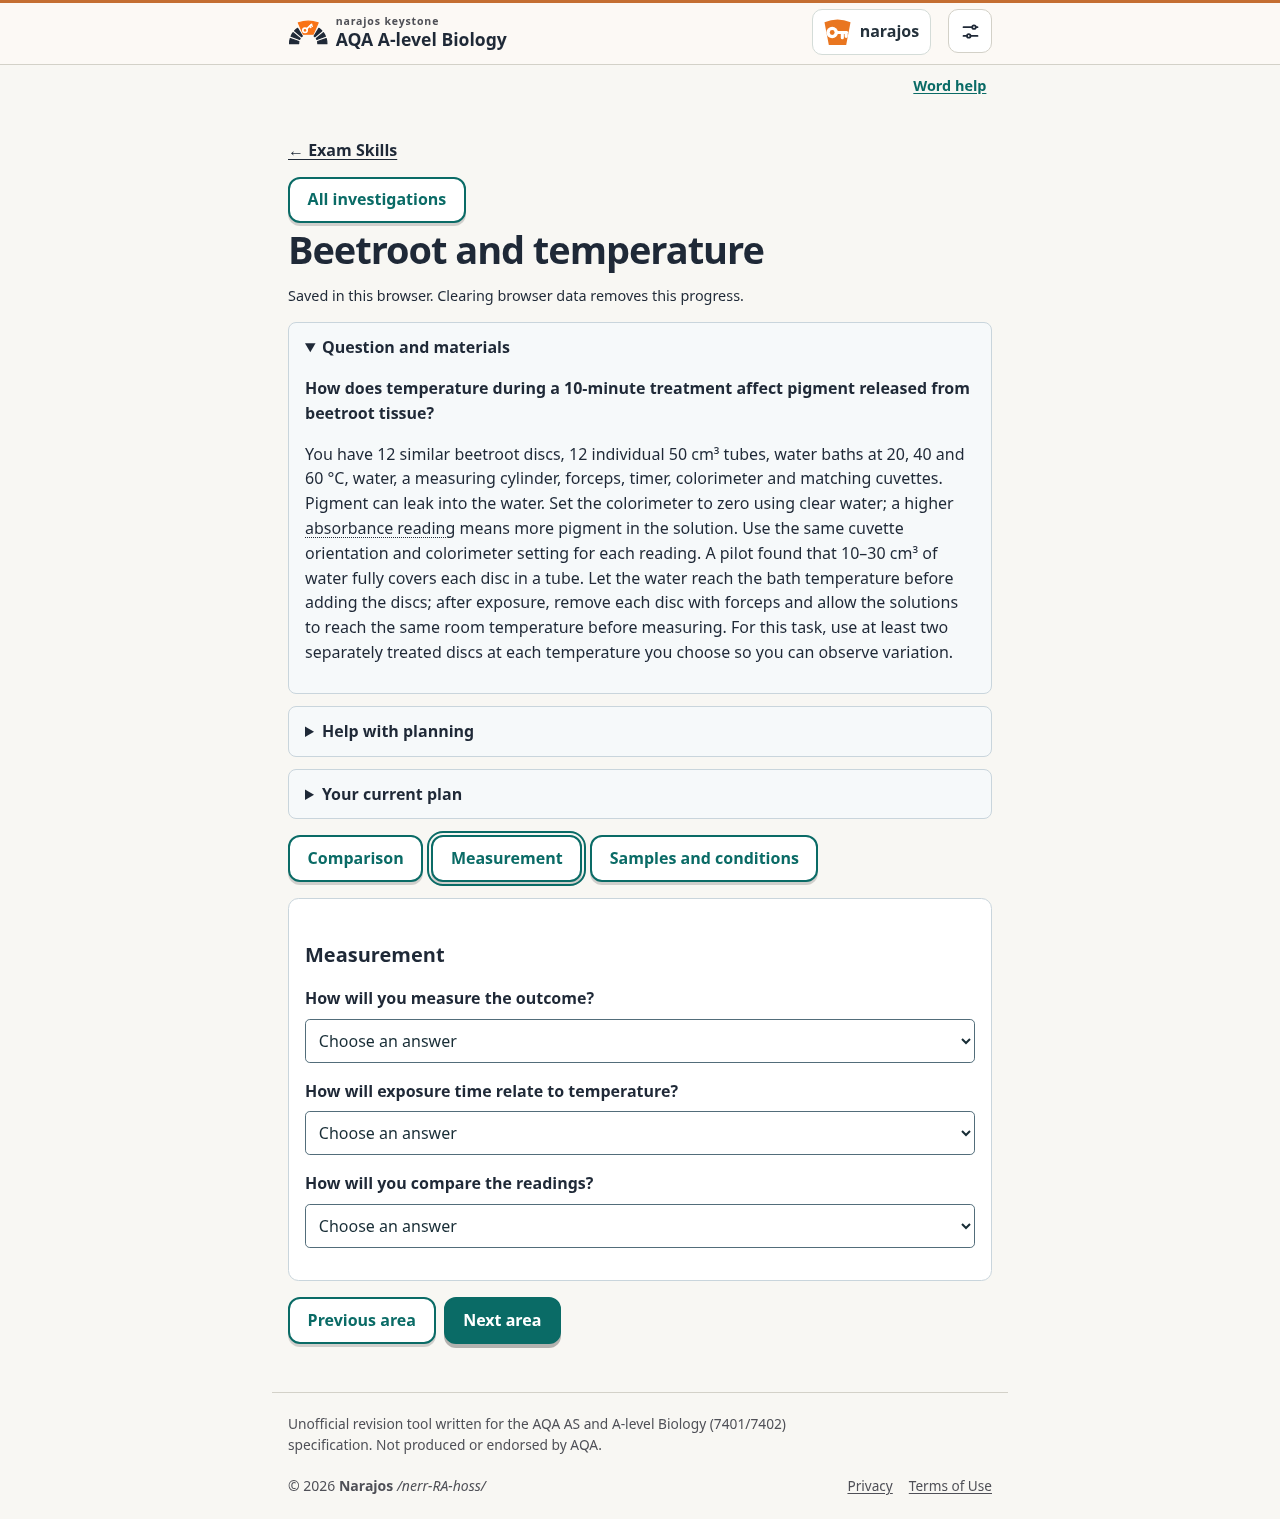 narajos keystone
AQA A-level Biology
narajos
Word help
← Exam Skills
All investigations
Beetroot and temperature
Saved in this browser. Clearing browser data removes this progress.
▼ Question and materials
How does temperature during a 10-minute treatment affect pigment released from
beetroot tissue?
You have 12 similar beetroot discs, 12 individual 50 cm³ tubes, water baths at 20, 40 and
60 °C, water, a measuring cylinder, forceps, timer, colorimeter and matching cuvettes.
Pigment can leak into the water. Set the colorimeter to zero using clear water; a higher
absorbance reading means more pigment in the solution. Use the same cuvette
orientation and colorimeter setting for each reading. A pilot found that 10–30 cm³ of
water fully covers each disc in a tube. Let the water reach the bath temperature before
adding the discs; after exposure, remove each disc with forceps and allow the solutions
to reach the same room temperature before measuring. For this task, use at least two
separately treated discs at each temperature you choose so you can observe variation.
▶ Help with planning
▶ Your current plan
Comparison
Measurement
Samples and conditions
Measurement
How will you measure the outcome?
Choose an answer
How will exposure time relate to temperature?
Choose an answer
How will you compare the readings?
Choose an answer
Previous area
Next area
Unofficial revision tool written for the AQA AS and A-level Biology (7401/7402)
specification. Not produced or endorsed by AQA.
© 2026 Narajos /nerr-RA-hoss/
Privacy
Terms of Use